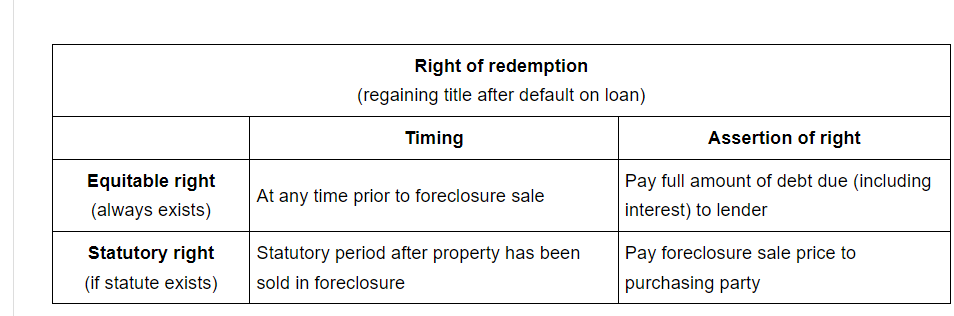 Right of redemption
(regaining title after default on loan)
Timing
Assertion of right
Equitable right
(always exists)
At any time prior to foreclosure sale
Pay full amount of debt due (including
interest) to lender
Statutory right
(if statute exists)
Statutory period after property has been
sold in foreclosure
Pay foreclosure sale price to
purchasing party